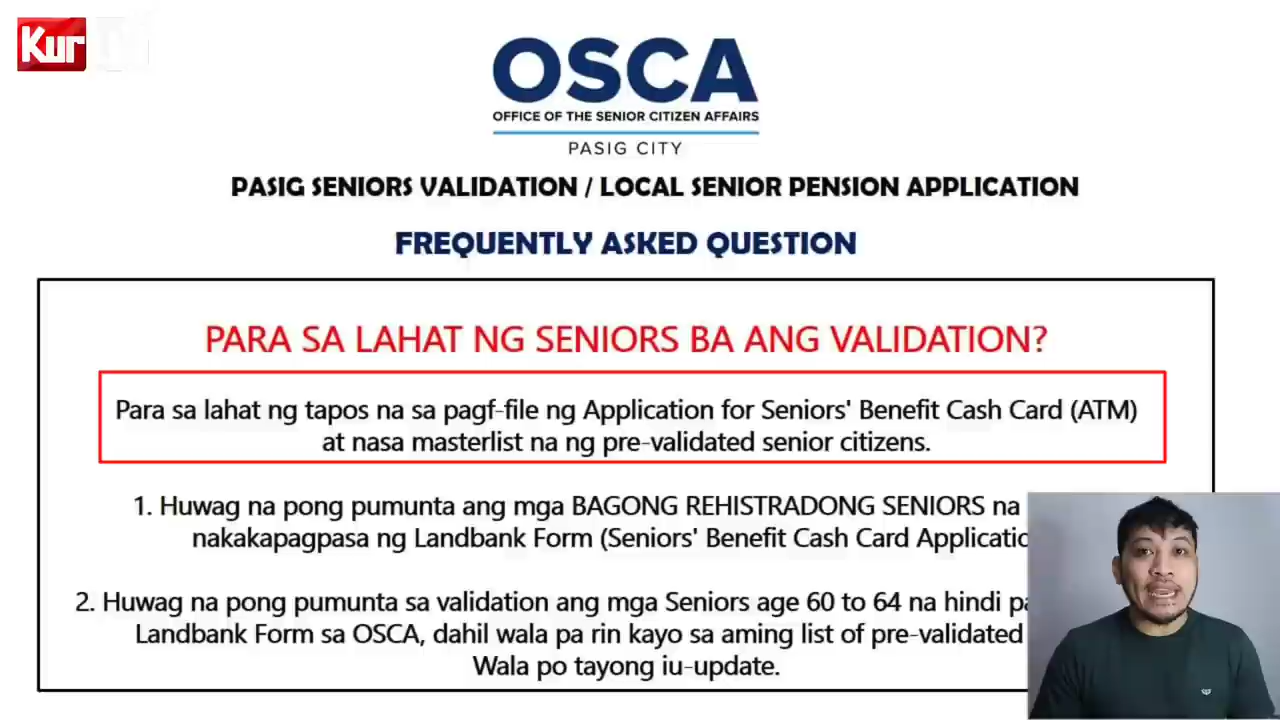 Kur
OSCA
OFFICE OF THE SENIOR CITIZEN AFFAIRS
PASIG CITY
PASIG SENIORS VALIDATION / LOCAL SENIOR PENSION APPLICATION
FREQUENTLY ASKED QUESTION
PARA SA LAHAT NG SENIORS BA ANG VALIDATION?
Para sa lahat ng tapos na sa pagf-file ng Application for Seniors' Benefit Cash Card (ATM)
at nasa masterlist na ng pre-validated senior citizens.
1. Huwag na pong pumunta ang mga BAGONG REHISTRADONG SENIORS na
nakakapagpasa ng Landbank Form (Seniors' Benefit Cash Card
2. Huwag na pong pumunta sa validation ang mga Seniors age 60 to 64 na hindi
Landbank Form sa OSCA, dahil wala pa rin kayo sa aming list of pre-validated
Wala po tayong iu-update.